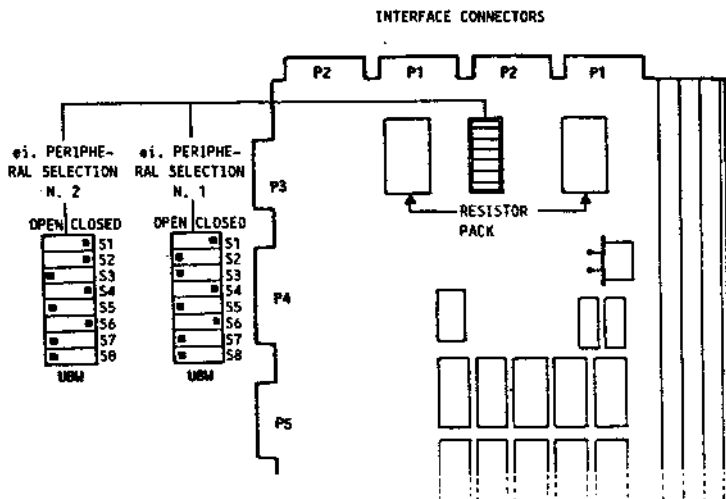 INTERFACE CONNECTORS
P2 P1 P2 P1
ei. PERIPHE-
RAL SELECTION
N. 2
ei. PERIPHE-
RAL SELECTION
N. 1
P3
OPEN CLOSED
S1
S2
S3
S4
S5
S6
S7
S8
UBW
OPEN CLOSED
S1
S2
S3
S4
S5
S6
S7
S8
UBW
RESISTOR
PACK
P4
P5